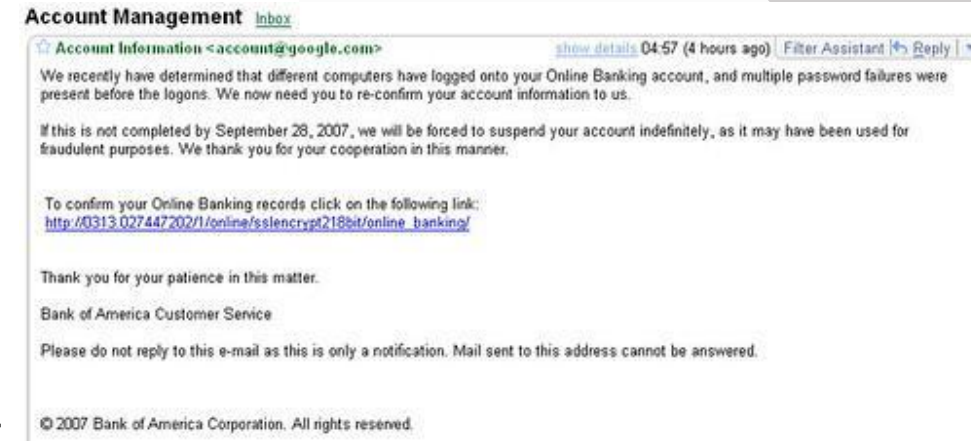 Account Management Inbox
Account Information <account@google.com> show details 04:57 (4 hours ago) Filter Assistant Reply
We recently have determined that different computers have logged onto your Online Banking account, and multiple password failures were
present before the logons. We now need you to re-confirm your account information to us.
If this is not completed by September 28, 2007, we will be forced to suspend your account indefinitely, as it may have been used for
fraudulent purposes. We thank you for your cooperation in this manner.
To confirm your Online Banking records click on the following link:
http://0313.027447202/1/online/sslencrypt218bit/online_banking/
Thank you for your patience in this matter.
Bank of America Customer Service
Please do not reply to this e-mail as this is only a notification. Mail sent to this address cannot be answered.
© 2007 Bank of America Corporation. All rights reserved.